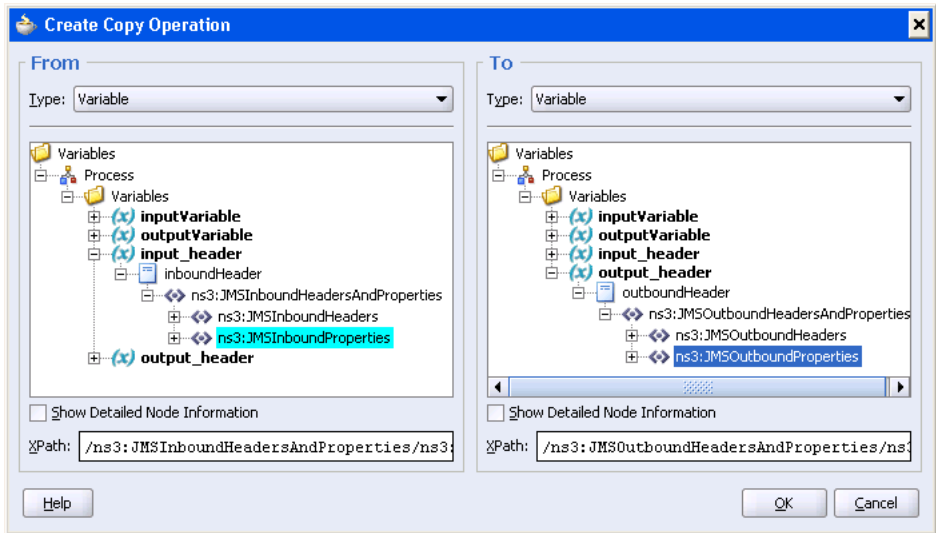 Create Copy Operation
From
Type: Variable
Variables
Process
Variables
inputVariable
outputVariable
input_header
inboundHeader
ns3:JMSInboundHeadersAndProperties
ns3:JMSInboundHeaders
ns3:JMSInboundProperties
output_header
Show Detailed Node Information
XPath: /ns3:JMSInboundHeadersAndProperties/ns3:
To
Type: Variable
Variables
Process
Variables
inputVariable
outputVariable
input_header
output_header
outboundHeader
ns3:JMSOutboundHeadersAndProperties
ns3:JMSOutboundHeaders
ns3:JMSOutboundProperties
Show Detailed Node Information
XPath: /ns3:JMSOutboundHeadersAndProperties/ns3
Help
OK
Cancel